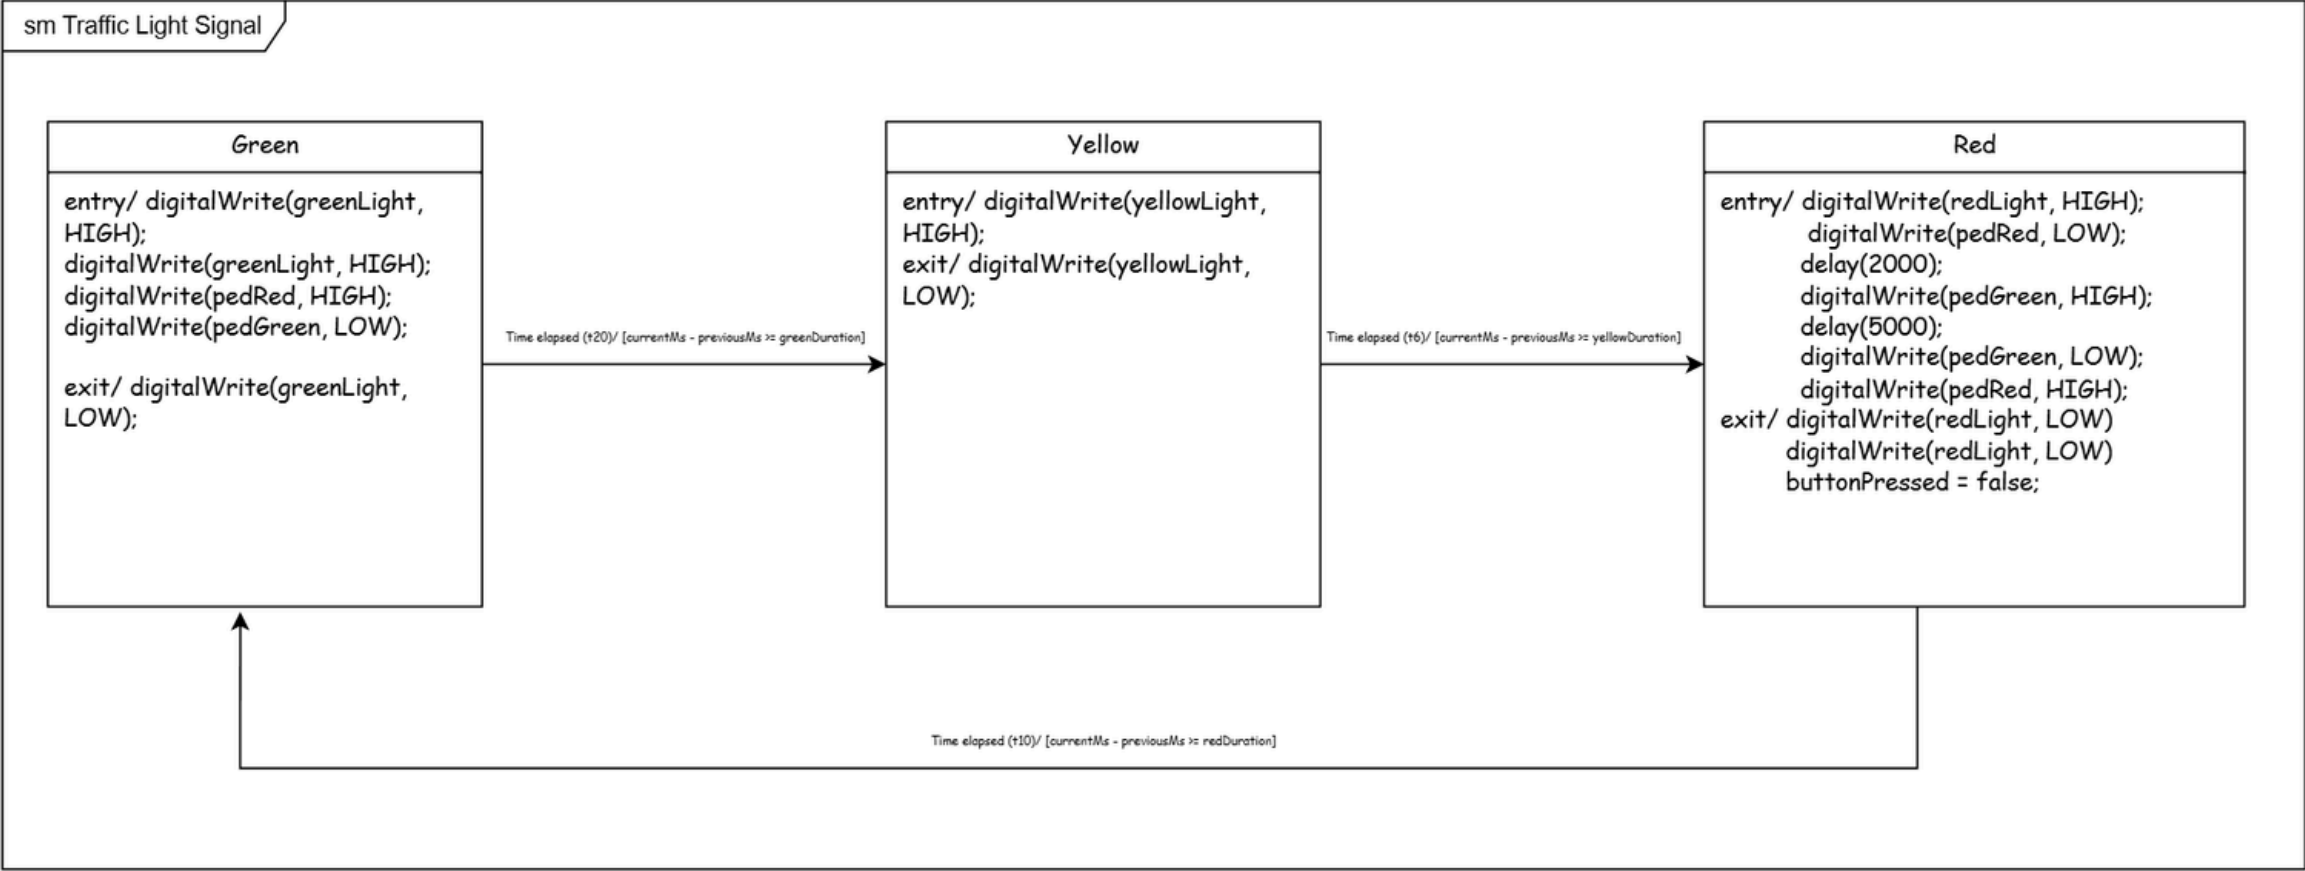 sm Traffic Light Signal
Green
entry/ digitalWrite(greenLight,
HIGH);
digitalWrite(greenLight, HIGH);
digitalWrite(pedRed, HIGH);
digitalWrite(pedGreen, LOW);
exit/ digitalWrite(greenLight,
LOW);
Time elapsed (t20)/ [currentMs - previousMs >= greenDuration]
Yellow
entry/ digitalWrite(yellowLight,
HIGH);
exit/ digitalWrite(yellowLight,
LOW);
Time elapsed (t6)/ [currentMs - previousMs >= yellowDuration]
Red
entry/ digitalWrite(redLight, HIGH);
digitalWrite(pedRed, LOW);
delay(2000);
digitalWrite(pedGreen, HIGH);
delay(5000);
digitalWrite(pedGreen, LOW);
digitalWrite(pedRed, HIGH);
exit/ digitalWrite(redLight, LOW)
digitalWrite(redLight, LOW)
buttonPressed = false;
Time elapsed (t10)/ [currentMs - previousMs >= redDuration]